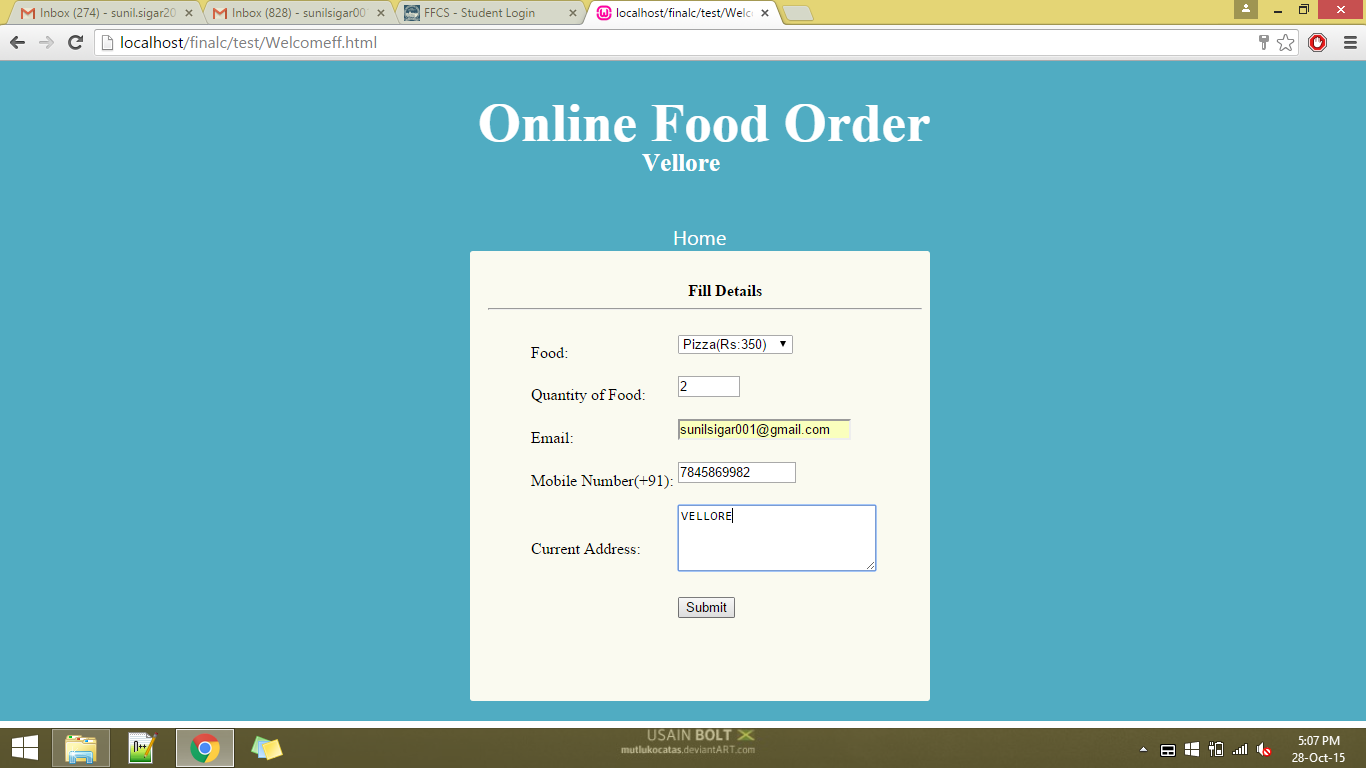 Inbox (274) - sunil.sigar20
Inbox (828) - sunilsigar00
FFCS - Student Login
localhost/finalc/test/Welc
localhost/finalc/test/Welcomeff.html
Online Food Order
Vellore
Home
Fill Details
Food: Pizza(Rs:350)
Quantity of Food: 2
Email: sunilsigar001@gmail.com
Mobile Number(+91): 7845869982
Current Address: VELLORE
Submit
USAIN BOLT
mutlukocatas.deviantART.com
5:07 PM
28-Oct-15